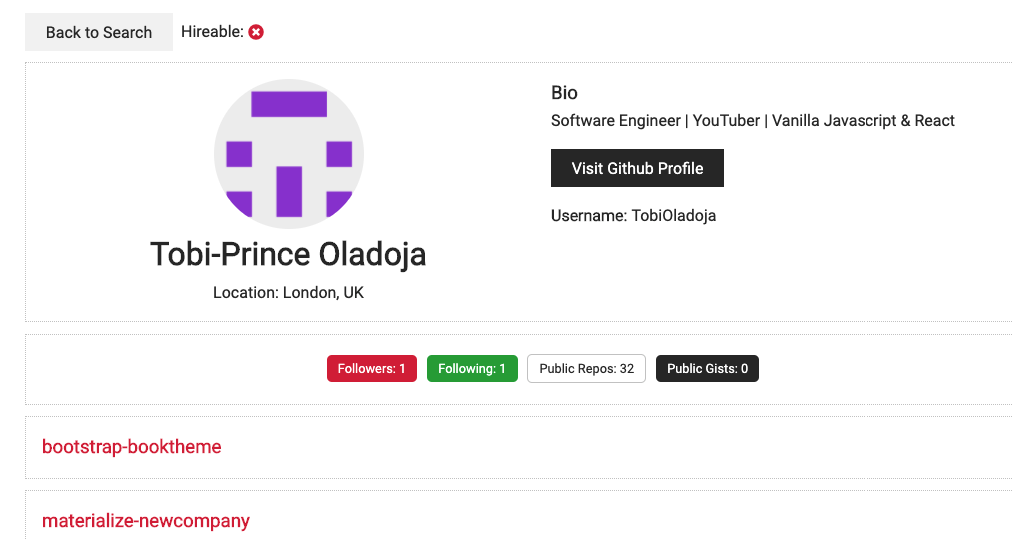 Back to Search
Hireable:
Tobi-Prince Oladoja
Location: London, UK
Bio
Software Engineer | YouTuber | Vanilla Javascript & React
Visit Github Profile
Username: TobiOladoja
Followers: 1
Following: 1
Public Repos: 32
Public Gists: 0
bootstrap-booktheme
materialize-newcompany